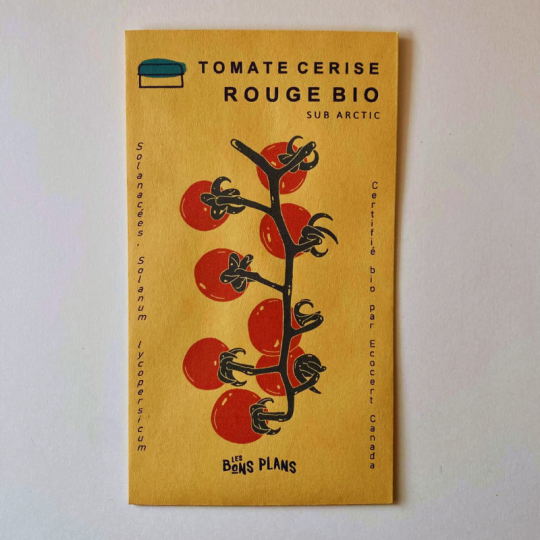 TOMATE CERISE
ROUGE BIO
SUB ARCTIC
Solanacées, Solanum lycopersicum
Certifié bio par Ecocert Canada
LES
BONS PLANS